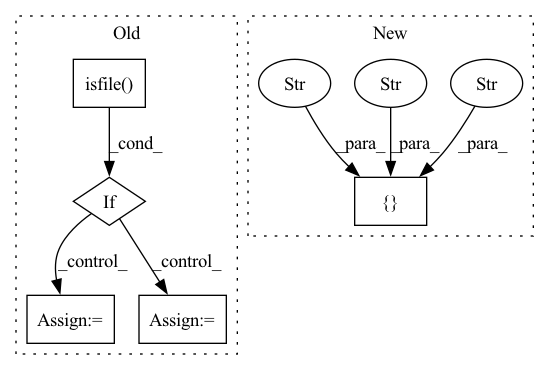 Old
isfile()
_cond_
If
_control_
_control_
Assign:=
Assign:=
New
Str
Str
Str
_para_
_para_
_para_
{}